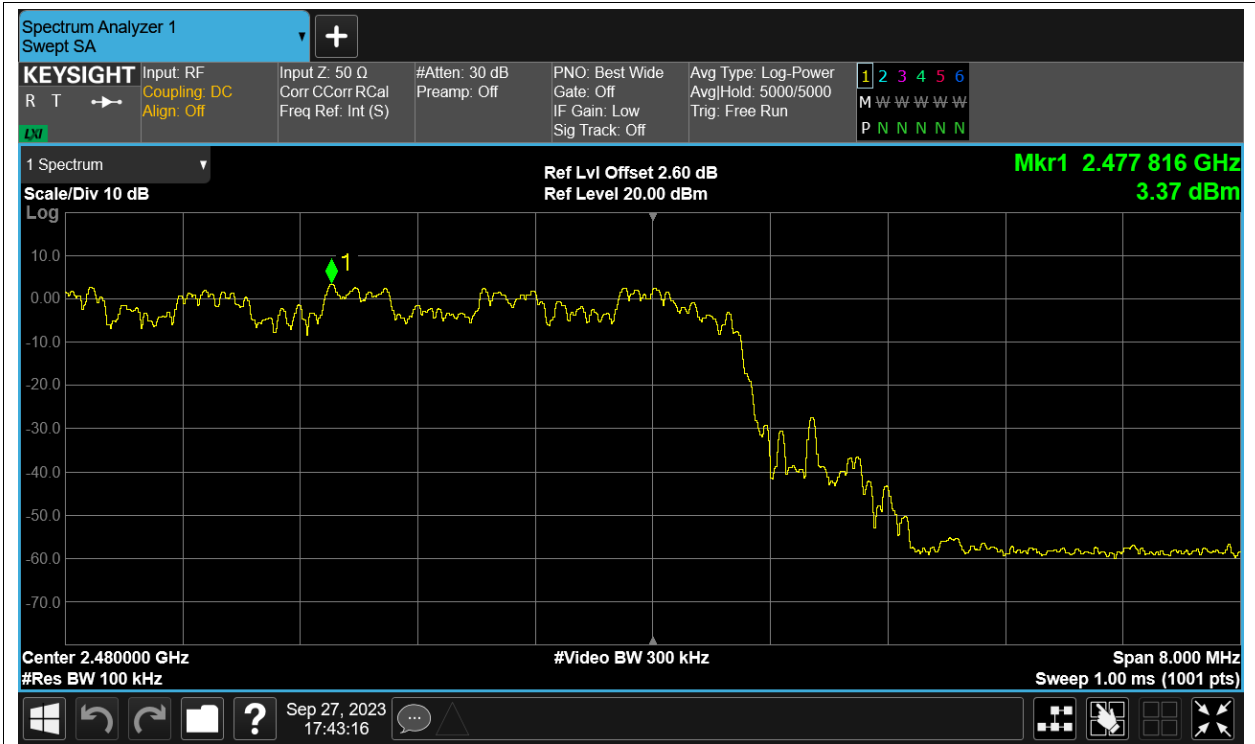 Spectrum Analyzer 1
Swept SA
KEYSIGHT
R T
LXI
Input: RF
Coupling: DC
Align: Off
Input Z: 50 Ω
Corr CCorr RCal
Freq Ref: Int (S)
#Atten: 30 dB
Preamp: Off
PNO: Best Wide
Gate: Off
IF Gain: Low
Sig Track: Off
Avg Type: Log-Power
Avg|Hold: 5000/5000
Trig: Free Run
1 2 3 4 5 6
M W W W W W
P N N N N N
1 Spectrum
Scale/Div 10 dB
Ref Lvl Offset 2.60 dB
Ref Level 20.00 dBm
Mkr1 2.477 816 GHz
3.37 dBm
Log
10.0
0.00
-10.0
-20.0
-30.0
-40.0
-50.0
-60.0
-70.0
1
Center 2.480000 GHz
#Res BW 100 kHz
#Video BW 300 kHz
Span 8.000 MHz
Sweep 1.00 ms (1001 pts)
?
Sep 27, 2023
17:43:16